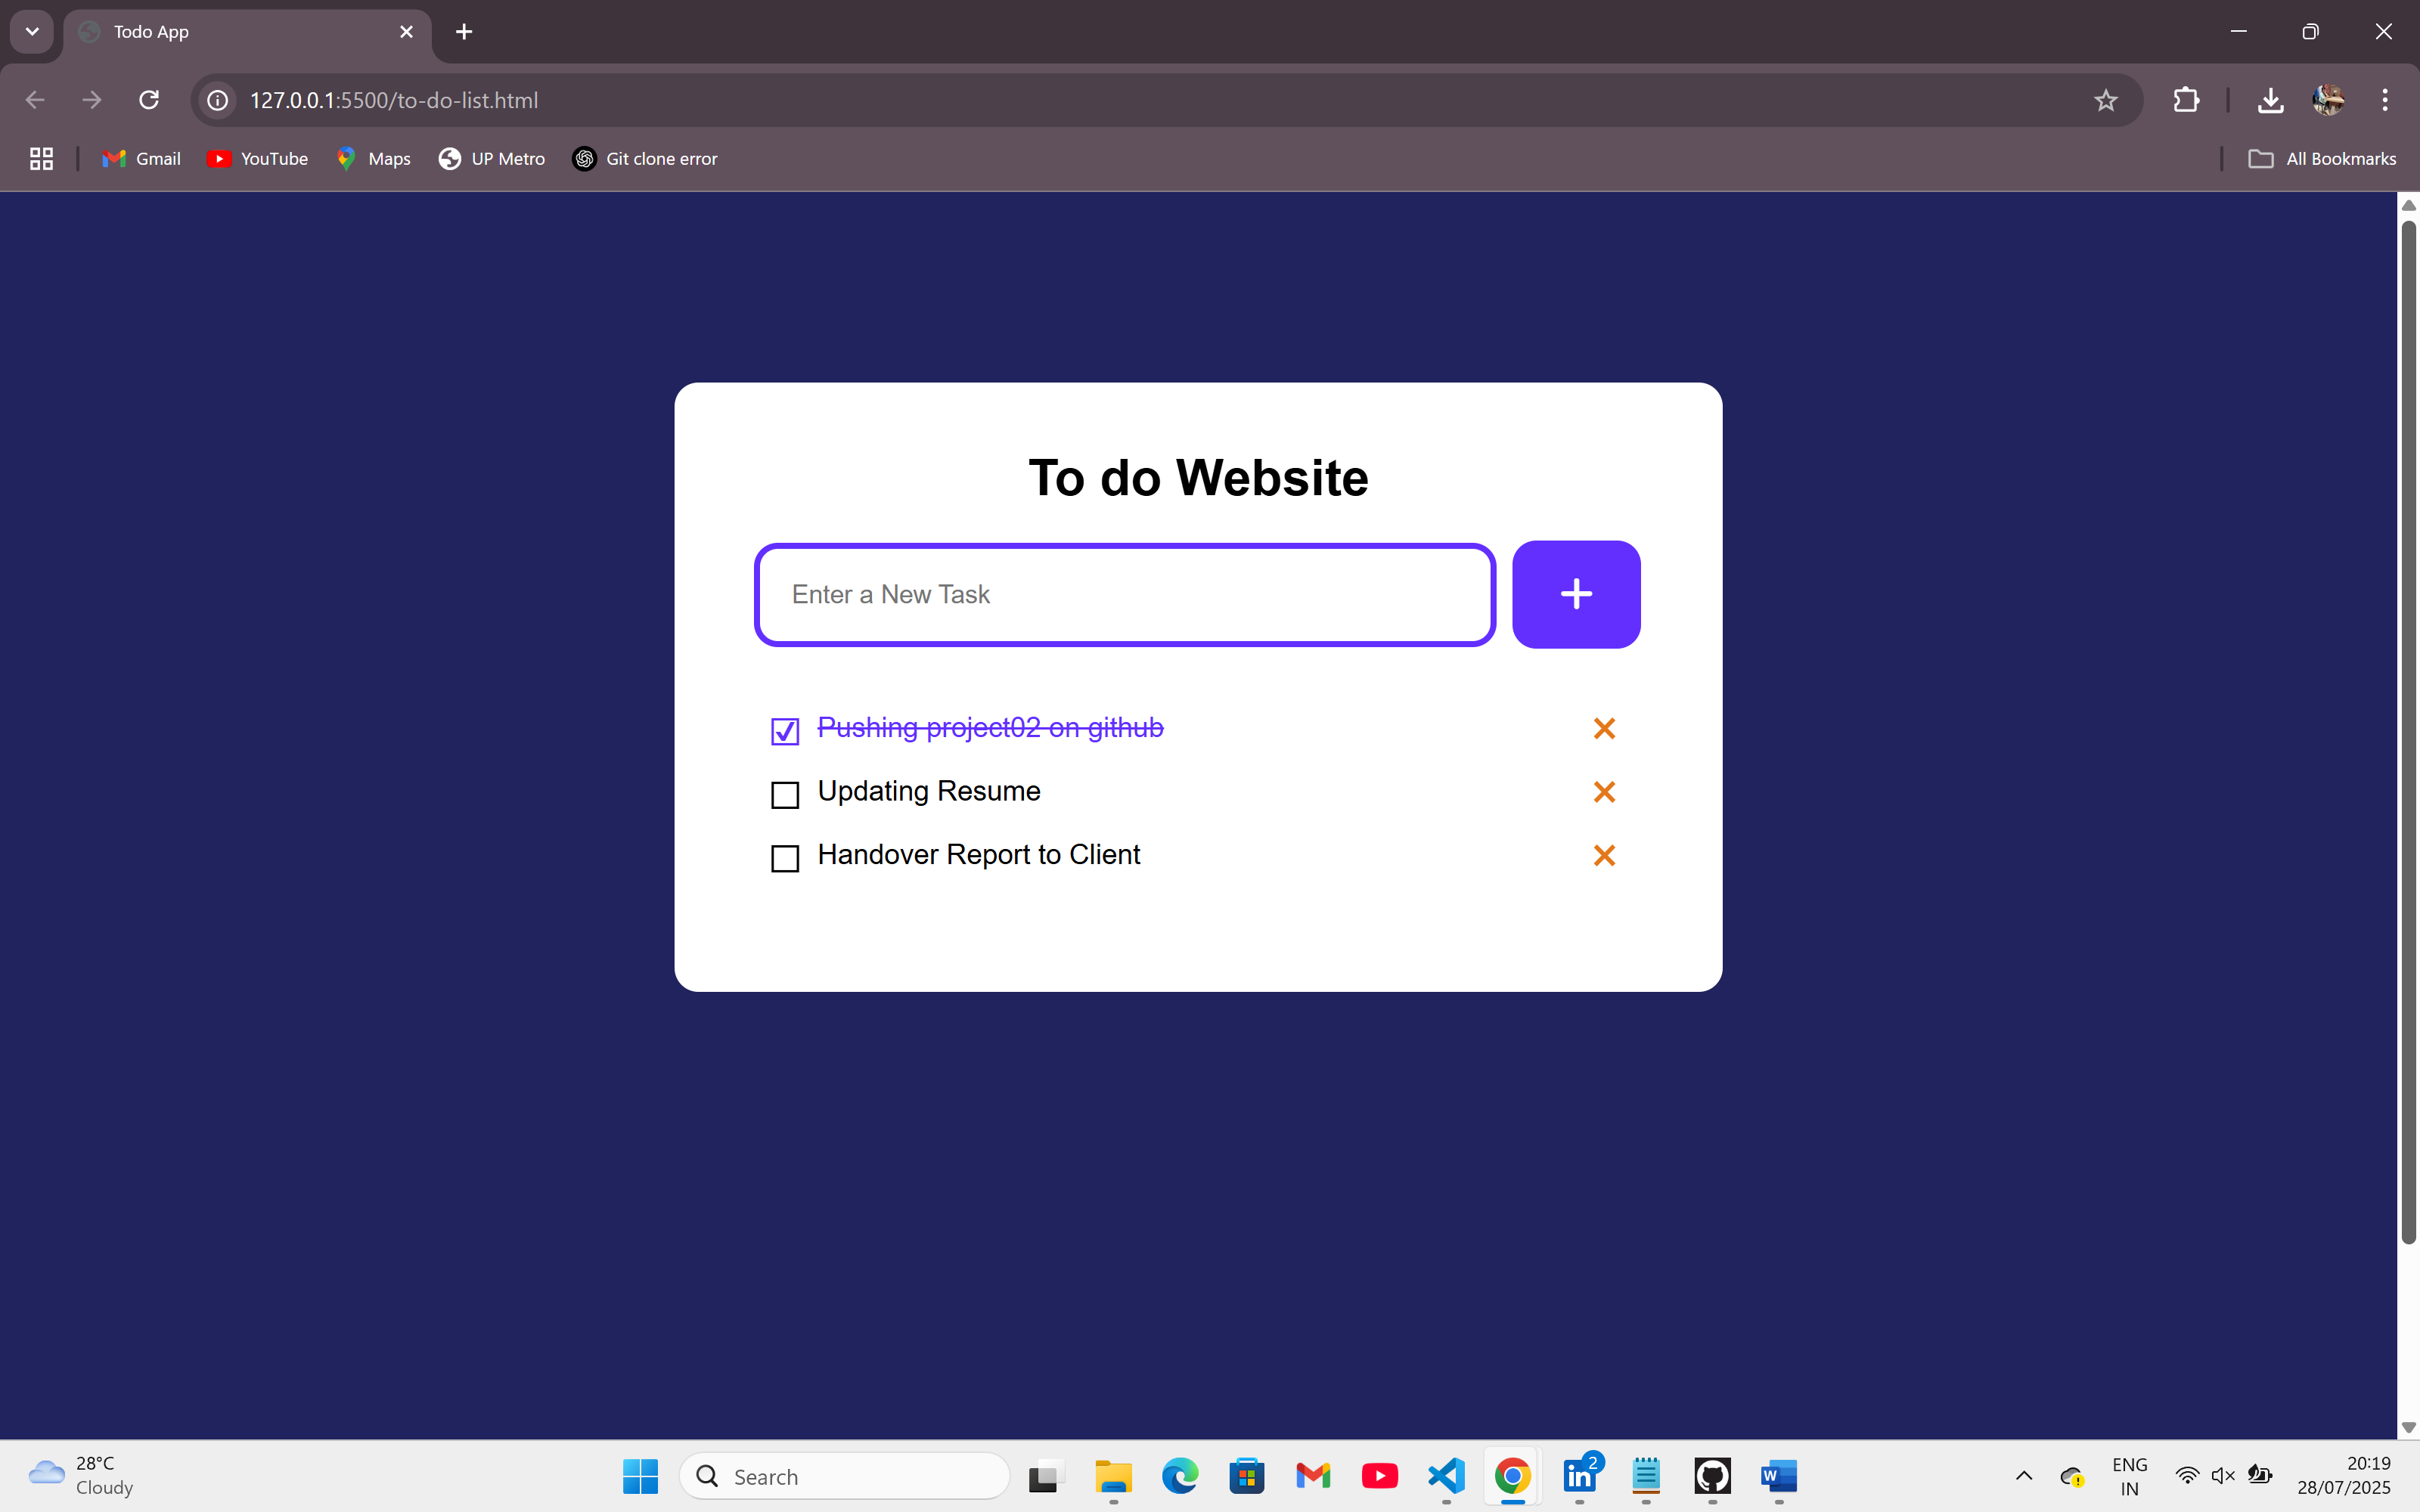 Todo App
127.0.0.1:5500/to-do-list.html
Gmail YouTube Maps UP Metro Git clone error All Bookmarks
To do Website
Enter a New Task
Pushing project02 on github
Updating Resume
Handover Report to Client
28°C
Cloudy
Search
W
in
2
ENG
IN
20:19
28/07/2025